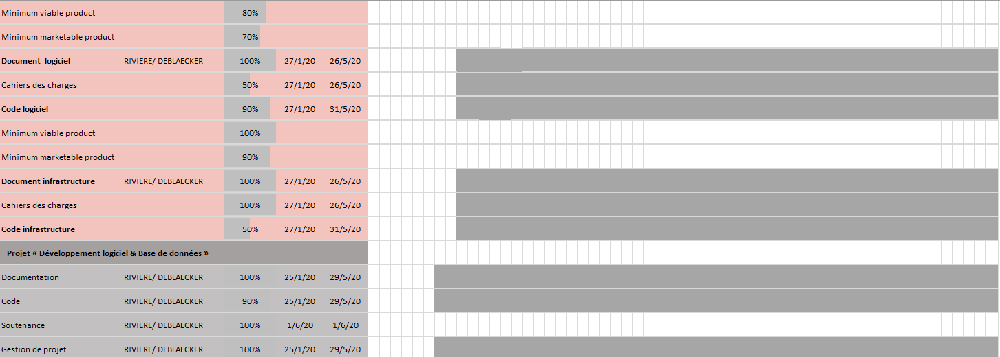 Minimum viable product 80%
Minimum marketable product 70%
Document logiciel RIVIERE/ DEBLAECKER 100% 27/1/20 26/5/20
Cahiers des charges 50% 27/1/20 26/5/20
Code logiciel 90% 27/1/20 31/5/20
Minimum viable product 100%
Minimum marketable product 90%
Document infrastructure RIVIERE/ DEBLAECKER 100% 27/1/20 26/5/20
Cahiers des charges 100% 27/1/20 26/5/20
Code infrastructure 50% 27/1/20 31/5/20
Projet « Développement logiciel & Base de données »
Documentation RIVIERE/ DEBLAECKER 100% 25/1/20 29/5/20
Code RIVIERE/ DEBLAECKER 90% 25/1/20 29/5/20
Soutenance RIVIERE/ DEBLAECKER 100% 1/6/20 1/6/20
Gestion de projet RIVIERE/ DEBLAECKER 100% 25/1/20 29/5/20